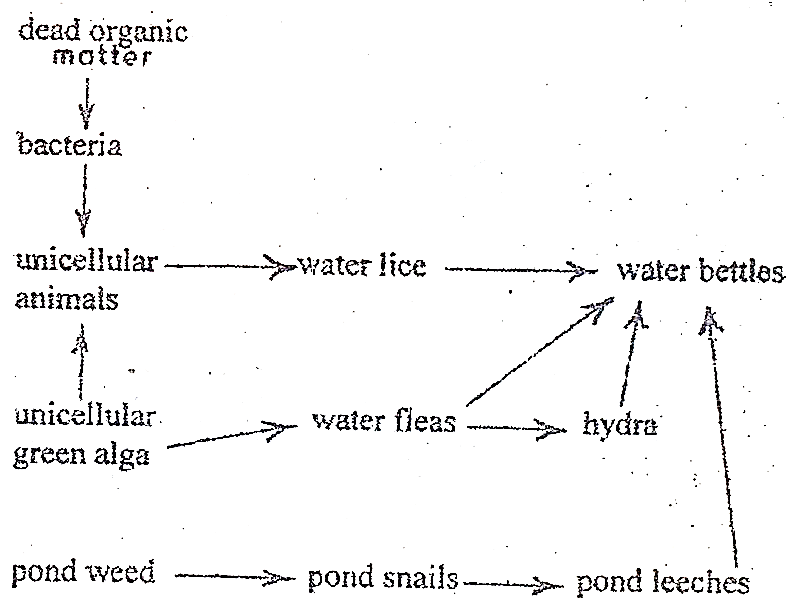 dead organic
matter
bacteria
unicellular
animals
water lice
water bettles
unicellular
green alga
water fleas
hydra
pond weed
pond snails
pond leeches